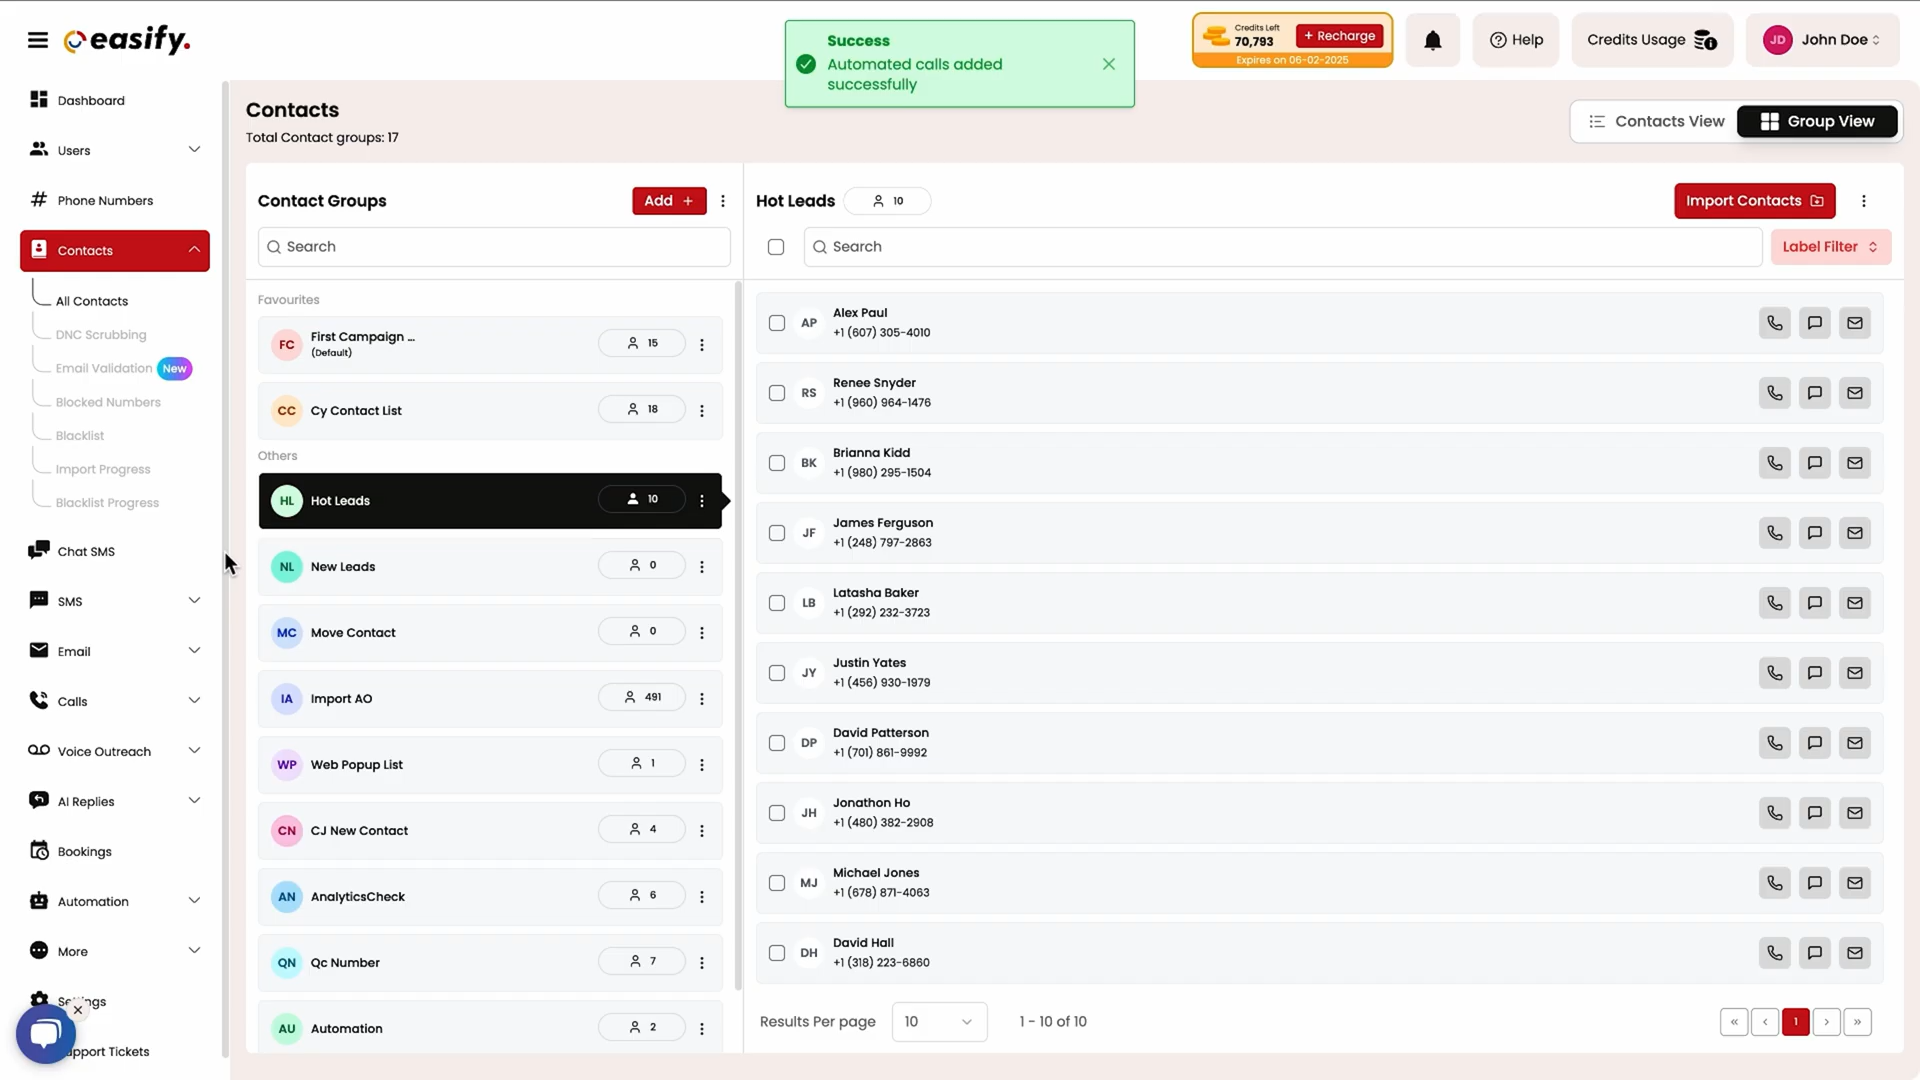 easify.
Success
Automated calls added
successfully
Credits Left
70,793
+ Recharge
Expires on 06-02-2025
Help
Credits Usage
JD
John Doe
Dashboard
Users
Phone Numbers
Contacts
All Contacts
DNC Scrubbing
Email Validation
New
Blocked Numbers
Blacklist
Import Progress
Blacklist Progress
Chat SMS
SMS
Email
Calls
Voice Outreach
AI Replies
Bookings
Automation
More
Contacts
Total Contact groups: 17
Contacts View
Group View
Contact Groups
Add +
Search
Favourites
FC
First Campaign ...
(Default)
15
CC
Cy Contact List
18
Others
HL
Hot Leads
10
NL
New Leads
0
MC
Move Contact
0
IA
Import AO
491
WP
Web Popup List
1
CN
CJ New Contact
4
AN
AnalyticsCheck
6
QN
Qc Number
7
AU
Automation
2
Hot Leads
10
Import Contacts
Search
Label Filter
AP
Alex Paul
+1 (607) 305-4010
RS
Renee Snyder
+1 (960) 964-1476
BK
Brianna Kidd
+1 (980) 295-1504
JF
James Ferguson
+1 (248) 797-2863
LB
Latasha Baker
+1 (292) 232-3723
JY
Justin Yates
+1 (456) 930-1979
DP
David Patterson
+1 (701) 861-9992
JH
Jonathon Ho
+1 (480) 382-2908
MJ
Michael Jones
+1 (678) 871-4063
DH
David Hall
+1 (318) 223-6860
Results Per page
10
1 - 10 of 10
« ‹ 1 › »
Tickets